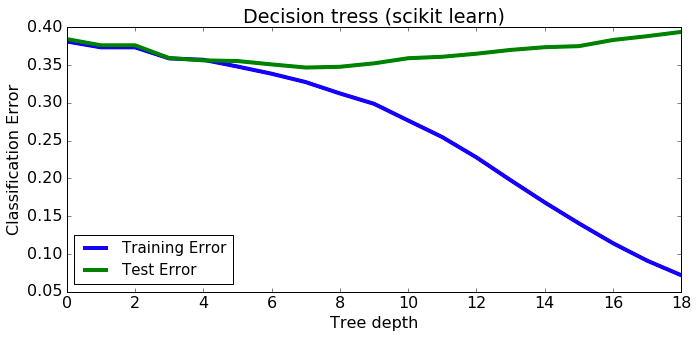 Decision tress (scikit learn)
0.40
0.35
0.30
0.25
0.20
0.15
0.10
0.05
Classification Error
Training Error
Test Error
0 2 4 6 8 10 12 14 16 18
Tree depth